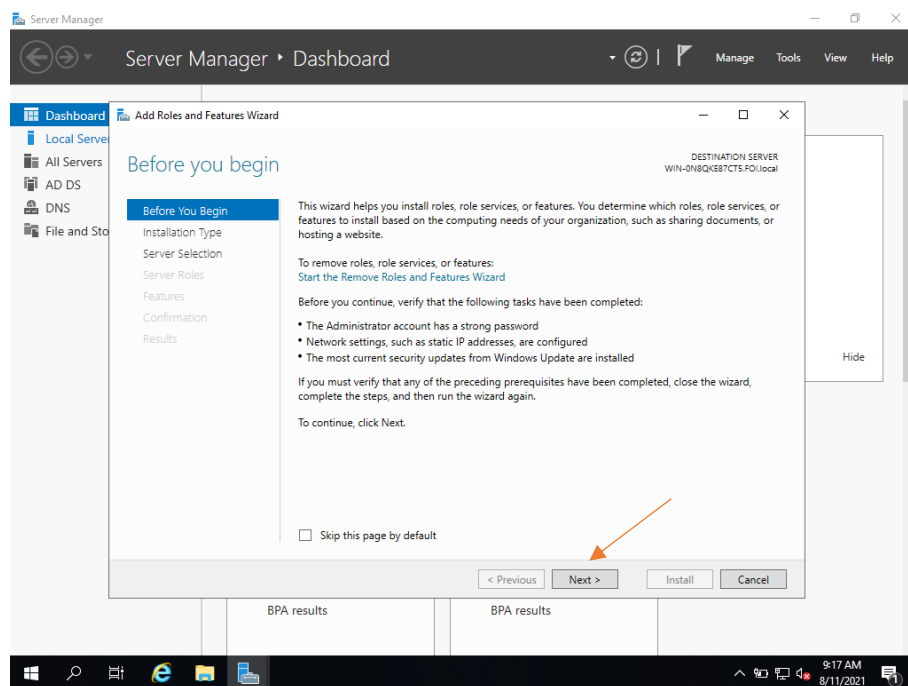 Server Manager
Server Manager ‣ Dashboard
Manage Tools View Help
Dashboard
Local Server
All Servers
AD DS
DNS
File and Sto
Add Roles and Features Wizard
Before you begin
DESTINATION SERVER
WIN-0N8QKE87CTS.FOI.local
Before You Begin
Installation Type
Server Selection
Server Roles
Features
Confirmation
Results
This wizard helps you install roles, role services, or features. You determine which roles, role services, or
features to install based on the computing needs of your organization, such as sharing documents, or
hosting a website.
To remove roles, role services, or features:
Start the Remove Roles and Features Wizard
Before you continue, verify that the following tasks have been completed:
• The Administrator account has a strong password
• Network settings, such as static IP addresses, are configured
• The most current security updates from Windows Update are installed
If you must verify that any of the preceding prerequisites have been completed, close the wizard,
complete the steps, and then run the wizard again.
To continue, click Next.
Skip this page by default
< Previous Next > Install Cancel
Hide
BPA results BPA results
9:17 AM
8/11/2021
1